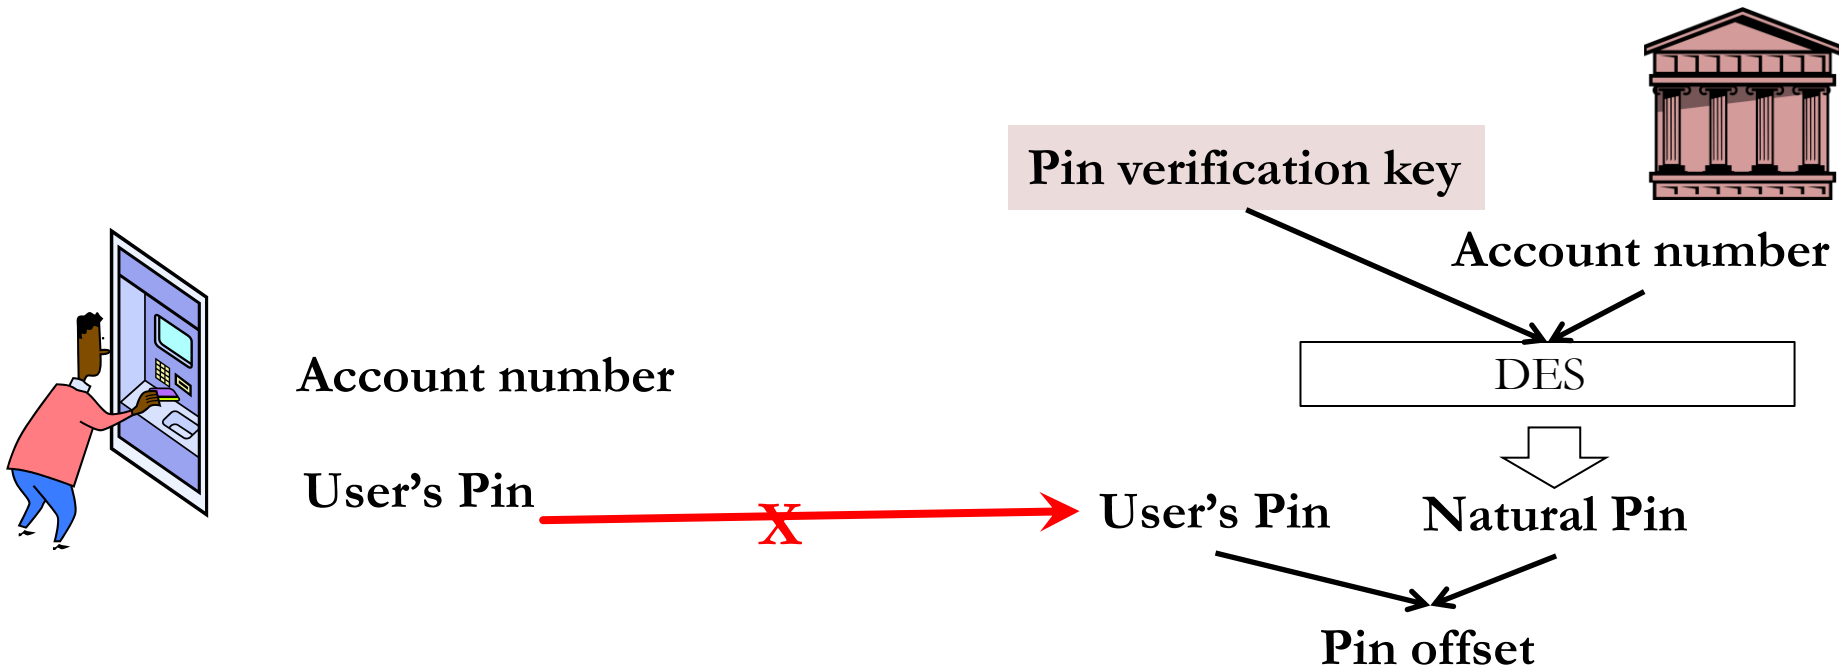 Pin verification key
Account number
DES
Account number
User’s Pin
X
User’s Pin
Natural Pin
Pin offset